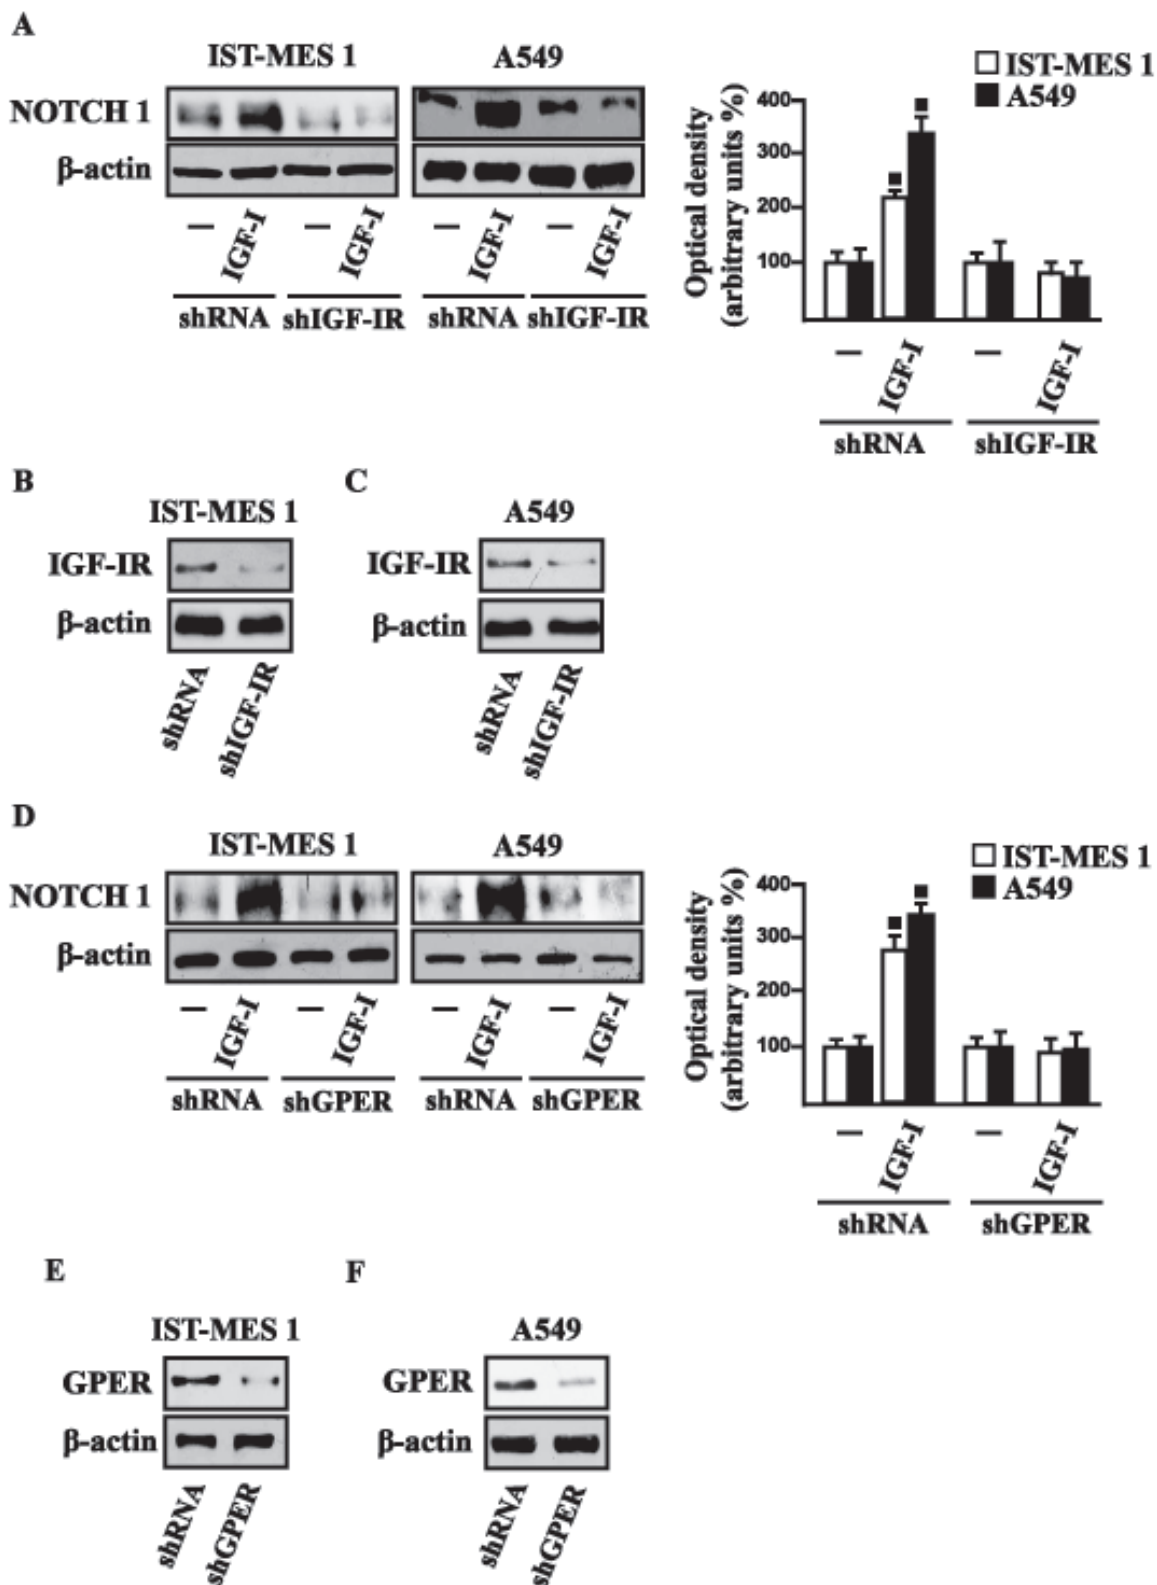 A
IST-MES 1 A549
NOTCH 1
β-actin
— IGF-I — IGF-I — IGF-I — IGF-I
shRNA shIGF-IR shRNA shIGF-IR
IST-MES 1
A549
Optical density
(arbitrary units %)
400
300
200
100
— IGF-I — IGF-I
shRNA shIGF-IR
B
IST-MES 1
IGF-IR
β-actin
shRNA shIGF-IR
C
A549
IGF-IR
β-actin
shRNA shIGF-IR
D
IST-MES 1 A549
NOTCH 1
β-actin
— IGF-I — IGF-I — IGF-I — IGF-I
shRNA shGPER shRNA shGPER
IST-MES 1
A549
Optical density
(arbitrary units %)
400
300
200
100
— IGF-I — IGF-I
shRNA shGPER
E
IST-MES 1
GPER
β-actin
shRNA shGPER
F
A549
GPER
β-actin
shRNA shGPER